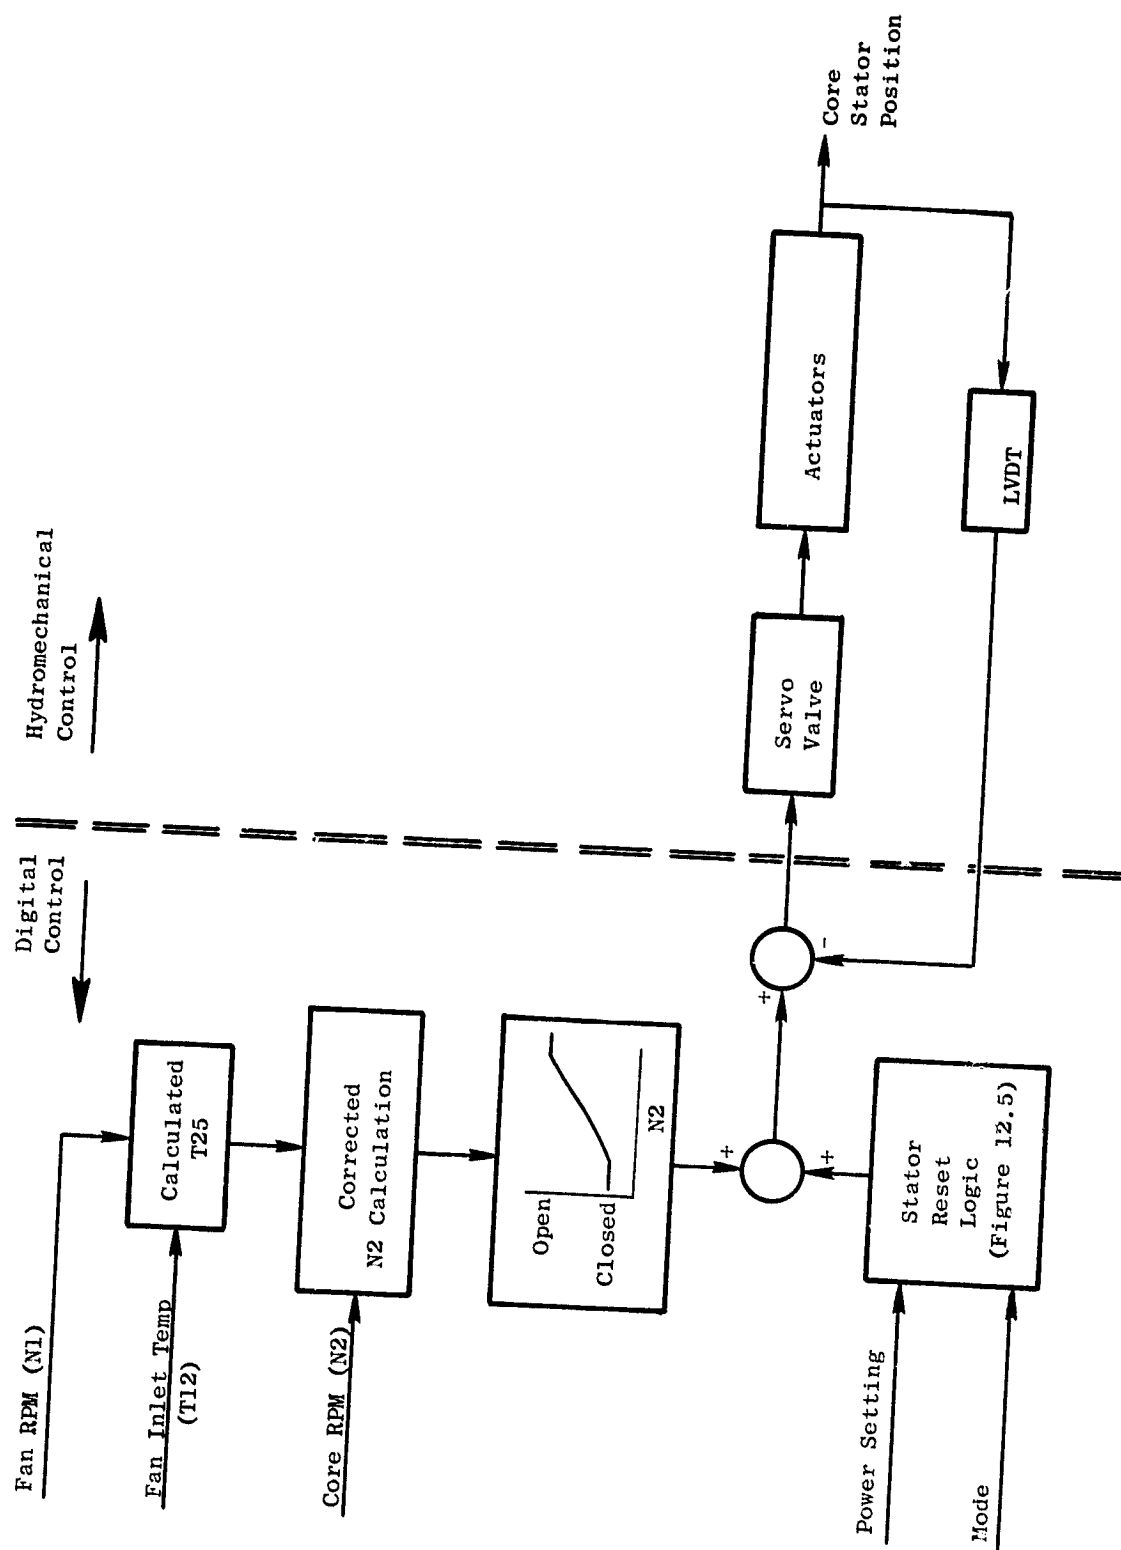 Digital
Control
Hydromechanical
Control
Fan RPM (N1)
Fan Inlet Temp
(T12)
Calculated
T25
Core RPM (N2)
Corrected
N2 Calculation
Open
Closed
N2
+
+
+
-
Power Setting
Mode
Stator
Reset
Logic
(Figure 12.5)
Servo
Valve
Actuators
LVDT
Core
Stator
Position